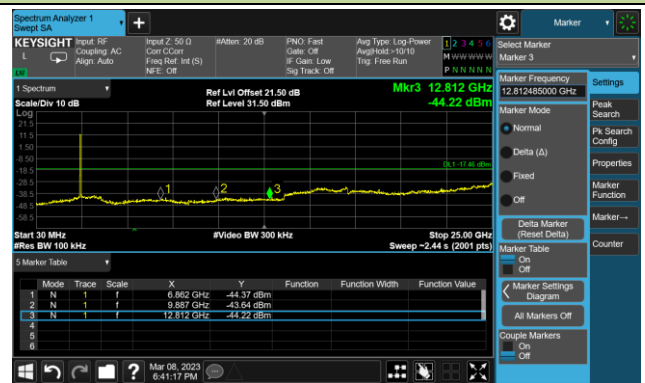 Spectrum Analyzer 1
Swept SA
Marker
KEYSIGHT Input: RF Input Z: 50 Ω #Atten: 20 dB PNO: Fast Avg Type: Log-Power 1 2 3 4 5 6
L Coupling: AC Corr CCorr Gate: Off Avg|Hold:>10/10 M W W W W W
Align: Auto Freq Ref: Int (S) IF Gain: Low Trig: Free Run
NFE: Off Sig Track: Off P N N N N N
LW
Select Marker
Marker 3
1 Spectrum Ref Lvl Offset 21.50 dB Mkr3 12.812 GHz
Scale/Div 10 dB Ref Level 31.50 dBm -44.22 dBm
Log
21.5
11.5
1.50
-8.50
-18.5
-28.5
-38.5
-48.5
-58.5
DL1 -17.46 dBm
1 2 3
Start 30 MHz #Video BW 300 kHz Stop 25.00 GHz
#Res BW 100 kHz Sweep ~2.44 s (2001 pts)
5 Marker Table
Mode Trace Scale X Y Function Function Width Function Value
1 N 1 f 6.862 GHz -44.37 dBm
2 N 1 f 9.887 GHz -43.64 dBm
3 N 1 f 12.812 GHz -44.22 dBm
4
5
6
Mar 08, 2023
6:41:17 PM
Marker Frequency
12.812485000 GHz
Marker Mode
Normal
Delta (Δ)
Fixed
Off
Delta Marker
(Reset Delta)
Marker Table
On
Off
Marker Settings
Diagram
All Markers Off
Couple Markers
On
Off
Settings
Peak
Search
Pk Search
Config
Properties
Marker
Function
Marker→
Counter